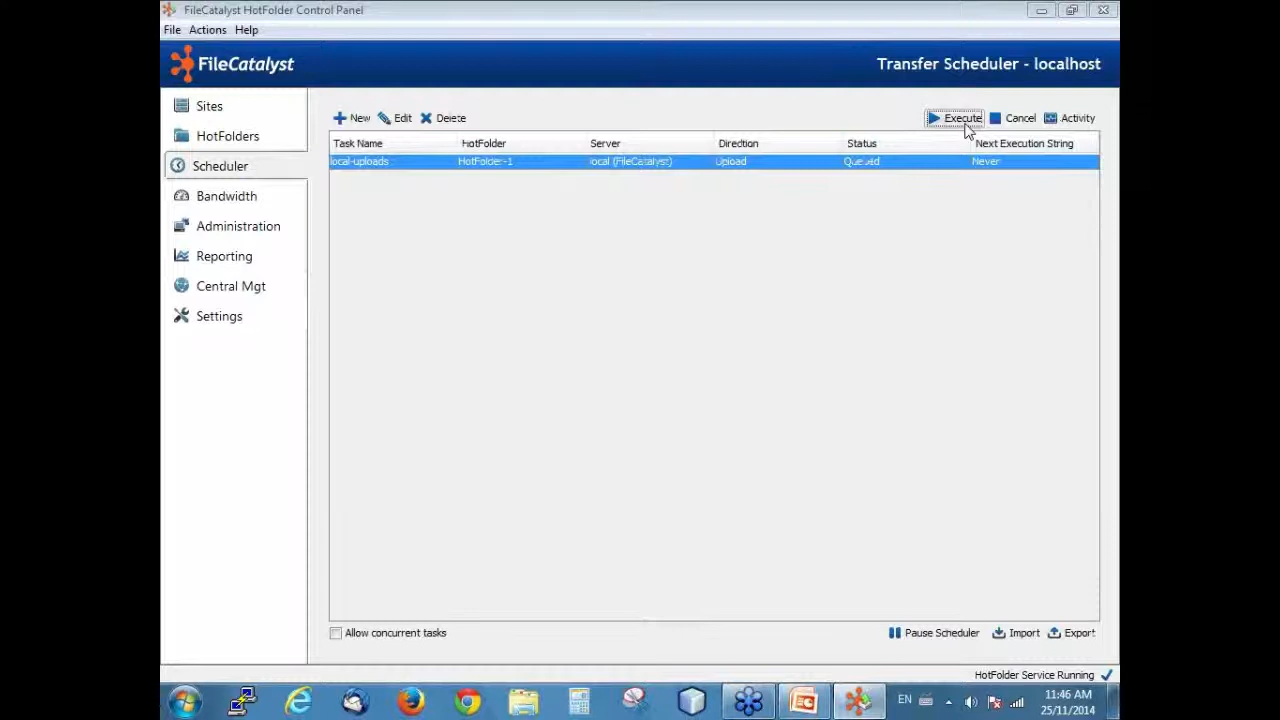 FileCatalyst HotFolder Control Panel
File Actions Help
FileCatalyst
Transfer Scheduler - localhost
Sites
HotFolders
Scheduler
Bandwidth
Administration
Reporting
Central Mgt
Settings
New Edit Delete Execute Cancel Activity
Task Name HotFolder Server Direction Status Next Execution String
local-uploads HotFolder-1 local (FileCatalyst) Upload Queued Never
Allow concurrent tasks
Pause Scheduler Import Export
HotFolder Service Running
EN
11:46 AM
25/11/2014